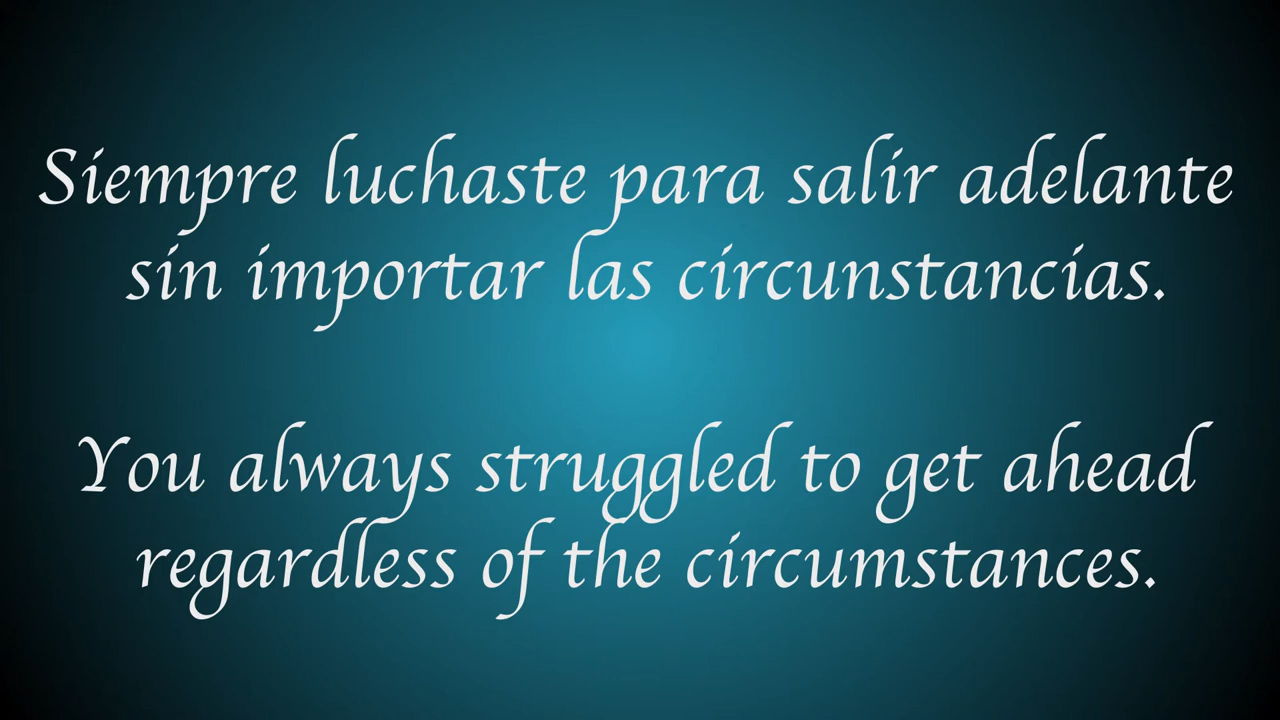 Siempre luchaste para salir adelante
sin importar las circunstancias.
You always struggled to get ahead
regardless of the circumstances.